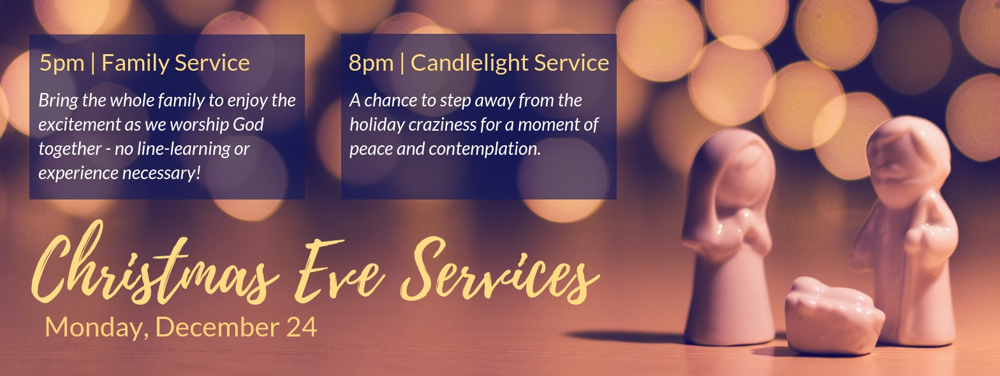 5pm | Family Service
Bring the whole family to enjoy the
excitement as we worship God
together - no line-learning or
experience necessary!
8pm | Candlelight Service
A chance to step away from the
holiday craziness for a moment of
peace and contemplation.
Christmas Eve Services
Monday, December 24